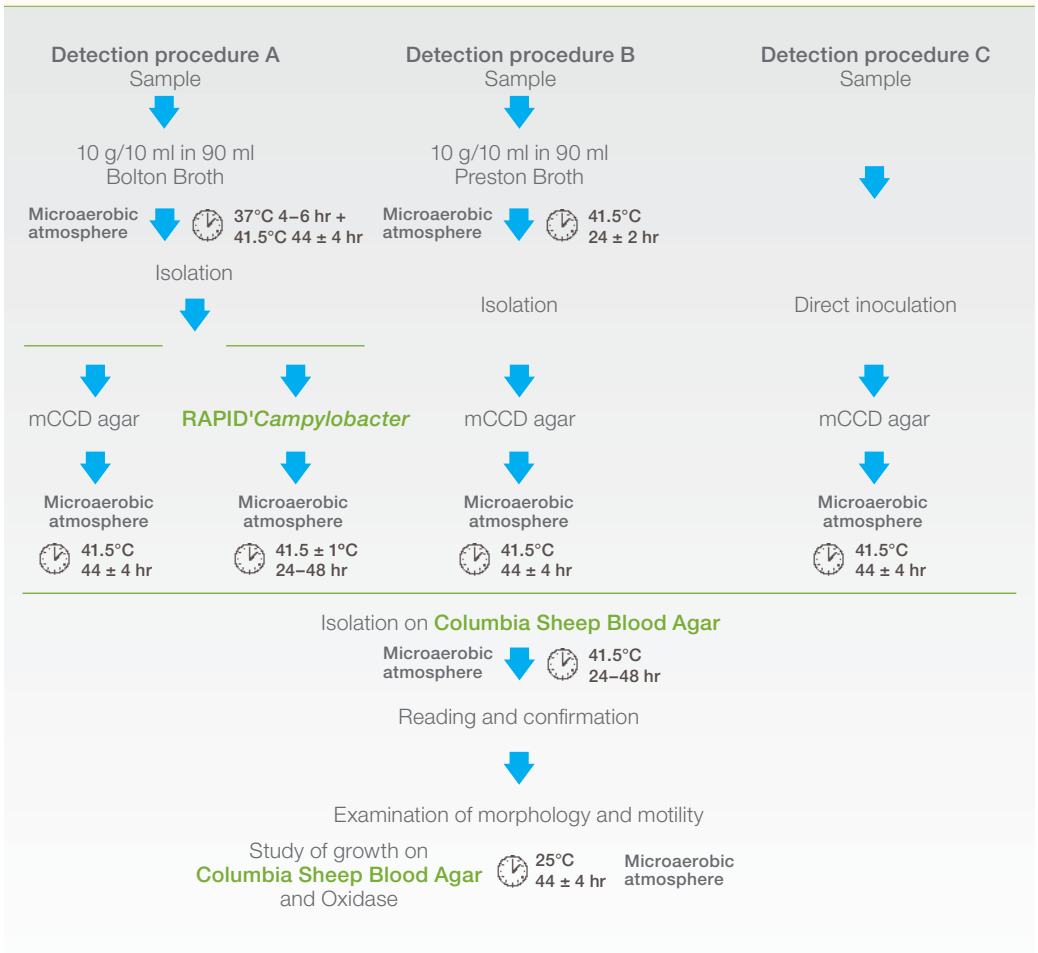 Detection procedure A
Sample
10 g/10 ml in 90 ml
Bolton Broth
Microaerobic
atmosphere
37°C 4–6 hr +
41.5°C 44 ± 4 hr
Isolation
mCCD agar
Microaerobic
atmosphere
41.5°C
44 ± 4 hr
RAPID'Campylobacter
Microaerobic
atmosphere
41.5 ± 1ºC
24–48 hr
Detection procedure B
Sample
10 g/10 ml in 90 ml
Preston Broth
Microaerobic
atmosphere
41.5°C
24 ± 2 hr
Isolation
mCCD agar
Microaerobic
atmosphere
41.5°C
44 ± 4 hr
Detection procedure C
Sample
Direct inoculation
mCCD agar
Microaerobic
atmosphere
41.5°C
44 ± 4 hr
Isolation on Columbia Sheep Blood Agar
Microaerobic
atmosphere
41.5°C
24–48 hr
Reading and confirmation
Examination of morphology and motility
Study of growth on
Columbia Sheep Blood Agar
and Oxidase
25°C
44 ± 4 hr
Microaerobic
atmosphere